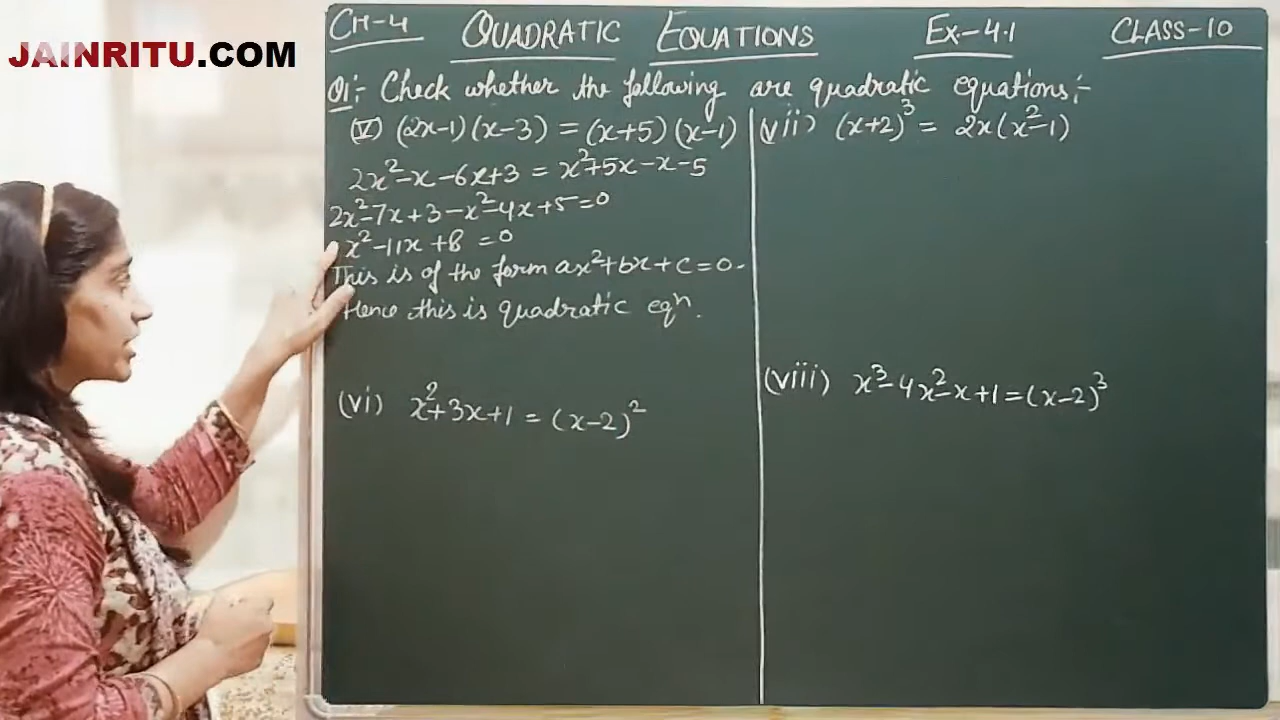 JAINRITU.COM
CH-4 QUADRATIC EQUATIONS Ex-4.1 CLASS-10
Q1:- Check whether the following are quadratic equations:-
(V) (2x-1)(x-3) = (x+5)(x-1)
2x²-x-6x+3 = x²+5x-x-5
2x²-7x+3-x²-4x+5=0
x²-11x+8 = 0
This is of the form ax²+bx+c=0.
Hence this is quadratic eqⁿ.
(vi) x²+3x+1 = (x-2)²
(vii) (x+2)³ = 2x(x²-1)
(viii) x³-4x²-x+1=(x-2)³